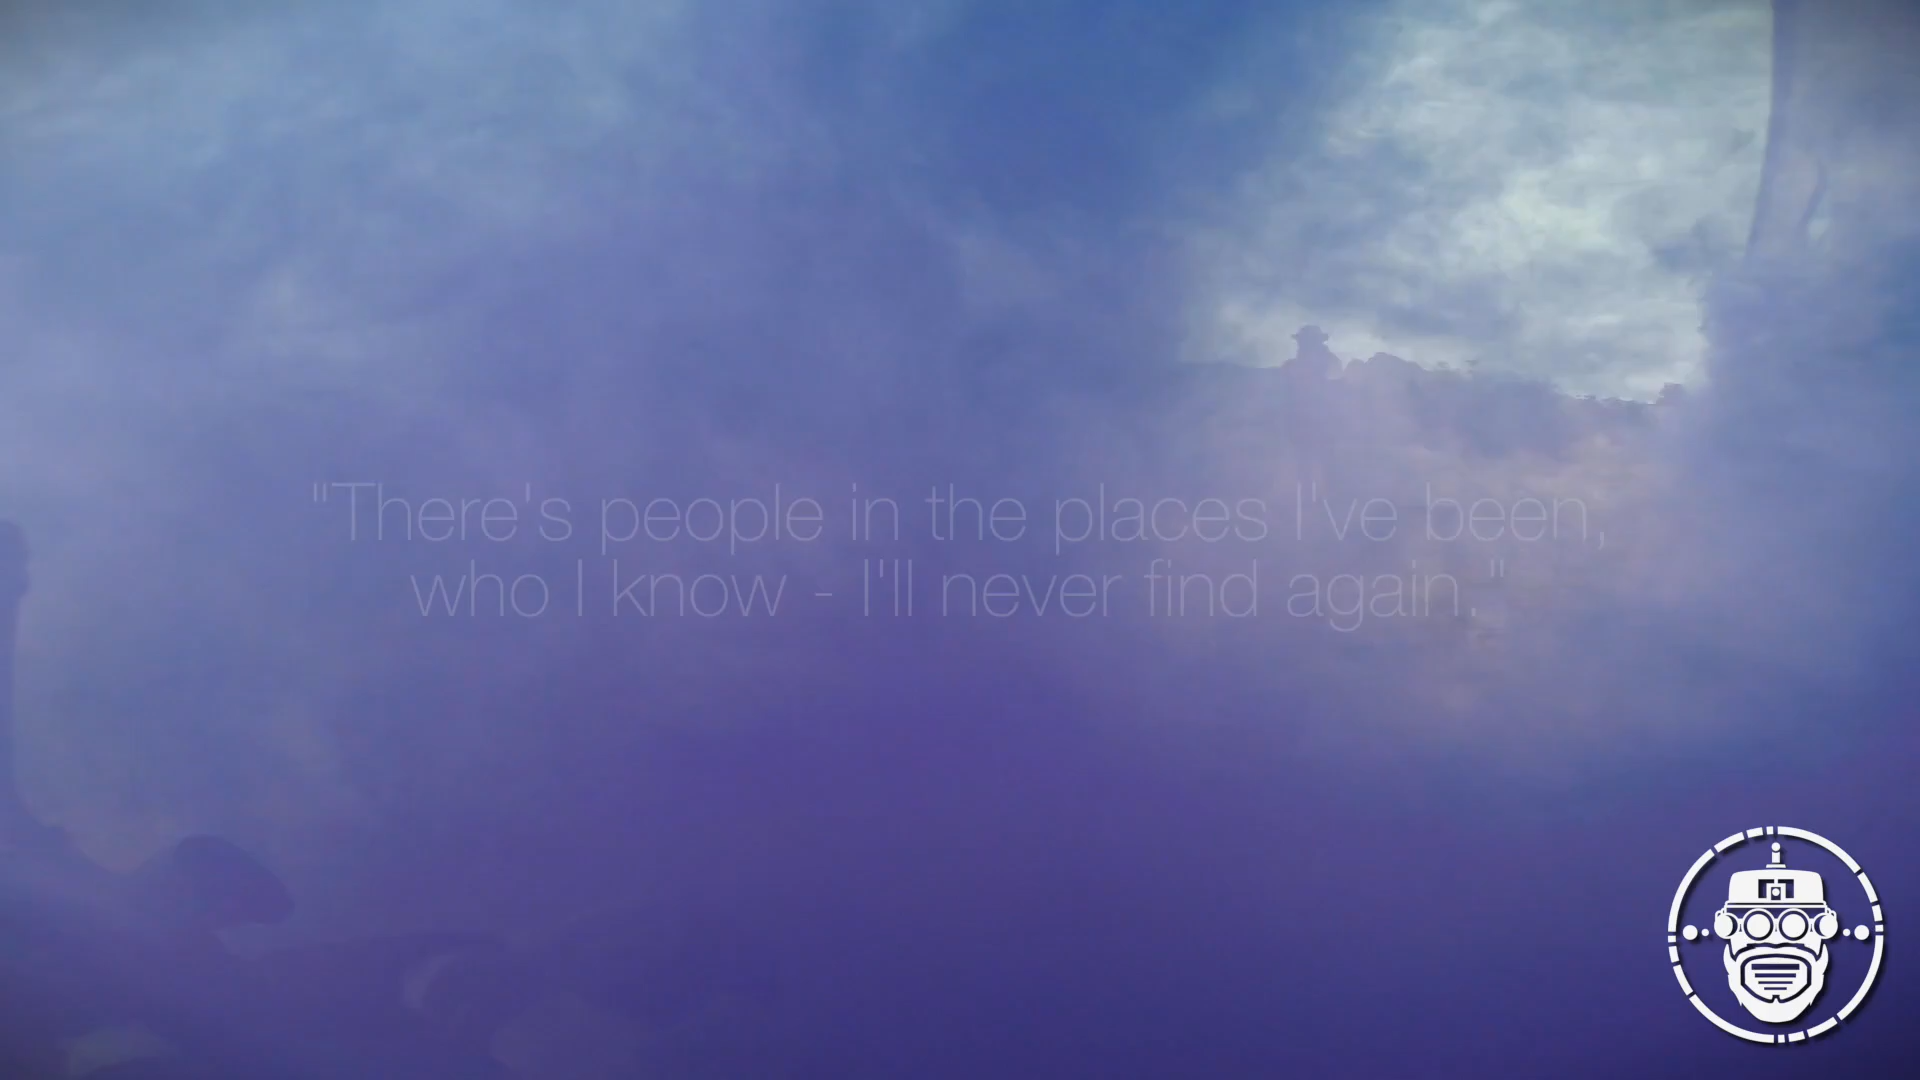 "There's people in the places I've been,
who I know - I'll never find again."